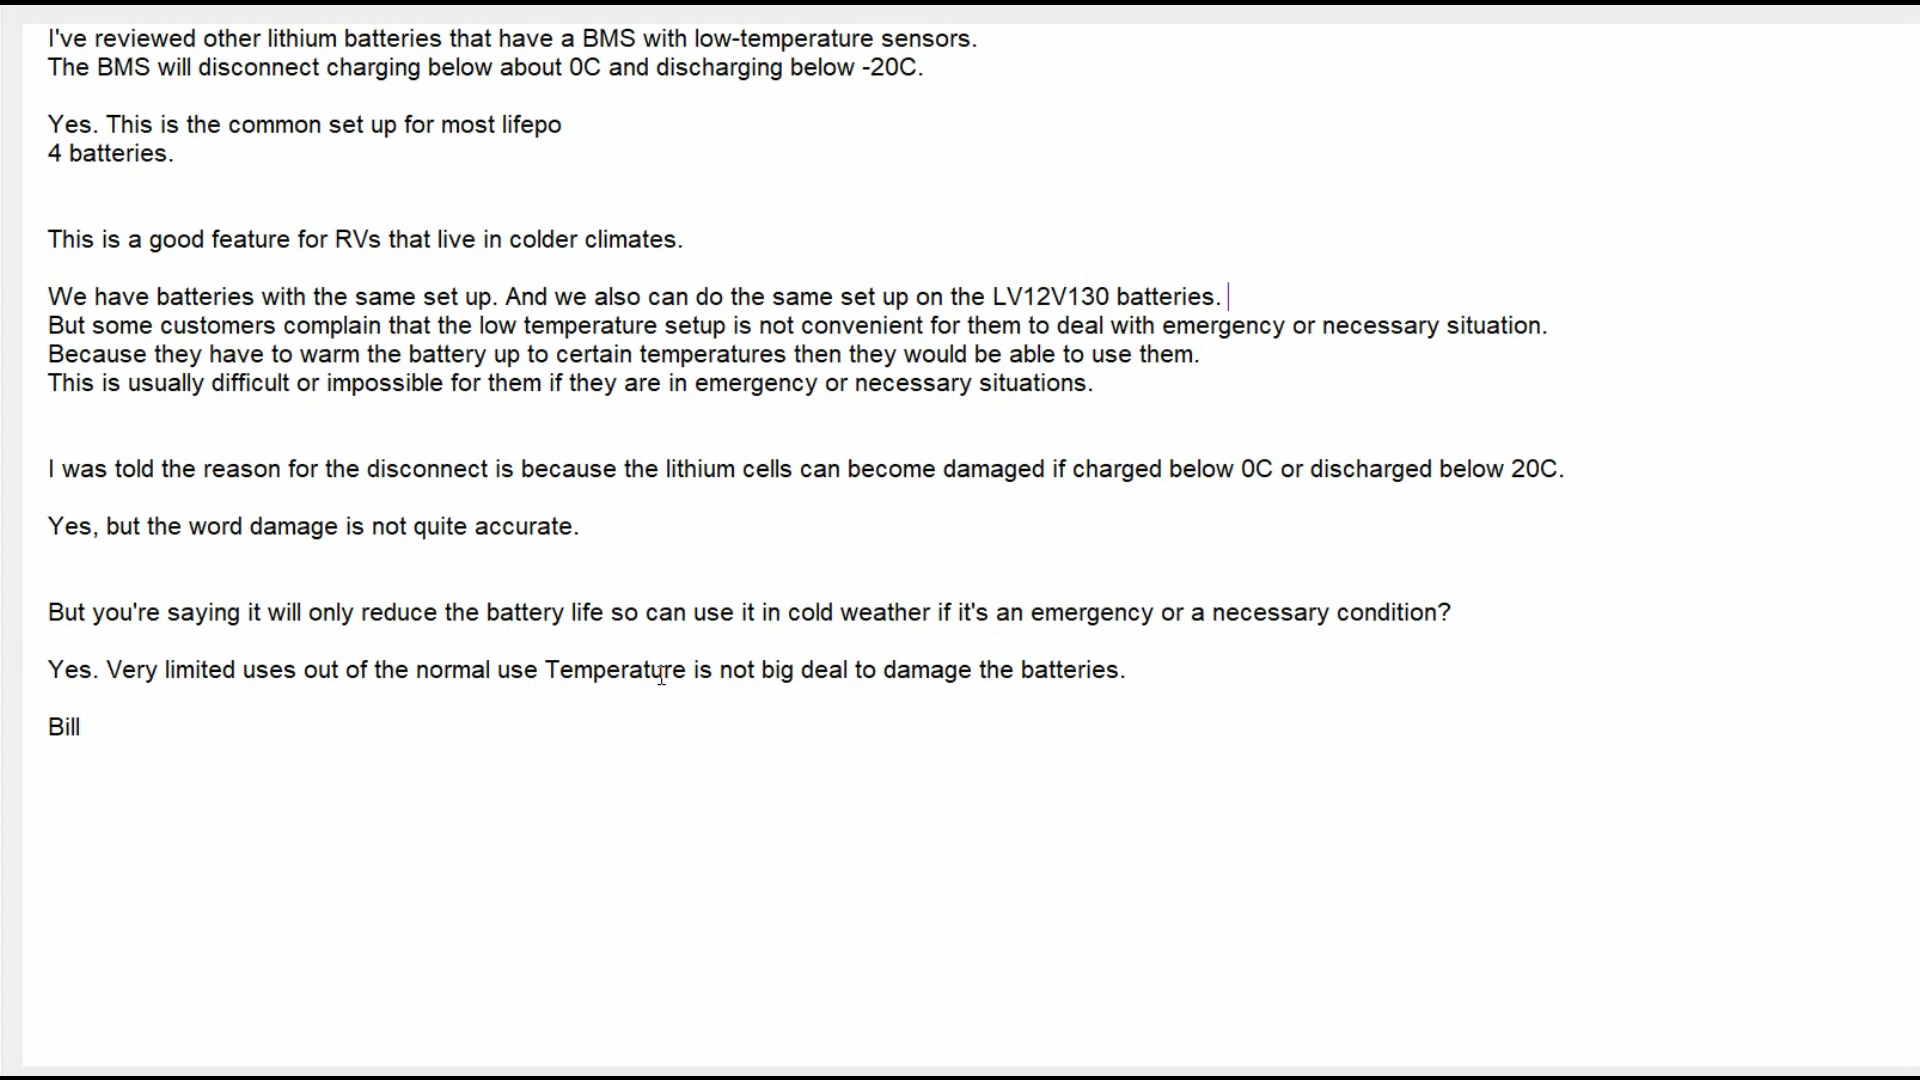 I've reviewed other lithium batteries that have a BMS with low-temperature sensors.
The BMS will disconnect charging below about 0C and discharging below -20C.
Yes. This is the common set up for most lifepo
4 batteries.
This is a good feature for RVs that live in colder climates.
We have batteries with the same set up. And we also can do the same set up on the LV12V130 batteries.
But some customers complain that the low temperature setup is not convenient for them to deal with emergency or necessary situation.
Because they have to warm the battery up to certain temperatures then they would be able to use them.
This is usually difficult or impossible for them if they are in emergency or necessary situations.
I was told the reason for the disconnect is because the lithium cells can become damaged if charged below 0C or discharged below 20C.
Yes, but the word damage is not quite accurate.
But you're saying it will only reduce the battery life so can use it in cold weather if it's an emergency or a necessary condition?
Yes. Very limited uses out of the normal use Temperature is not big deal to damage the batteries.
Bill